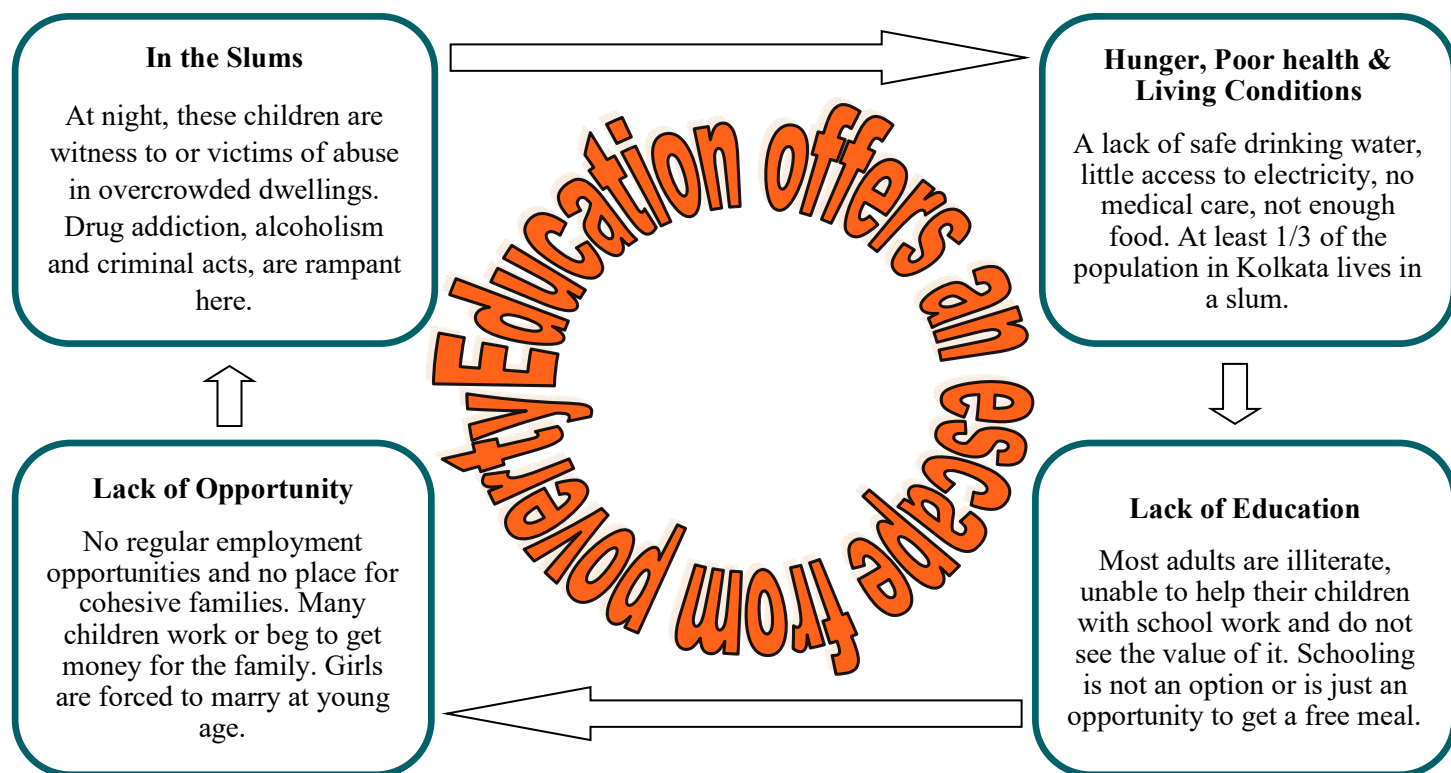 In the Slums
At night, these children are
witness to or victims of abuse
in overcrowded dwellings.
Drug addiction, alcoholism
and criminal acts, are rampant
here.
Hunger, Poor health &
Living Conditions
A lack of safe drinking water,
little access to electricity, no
medical care, not enough
food. At least 1/3 of the
population in Kolkata lives in
a slum.
Education offers an escape from poverty
Lack of Education
Most adults are illiterate,
unable to help their children
with school work and do not
see the value of it. Schooling
is not an option or is just an
opportunity to get a free meal.
Lack of Opportunity
No regular employment
opportunities and no place for
cohesive families. Many
children work or beg to get
money for the family. Girls
are forced to marry at young
age.